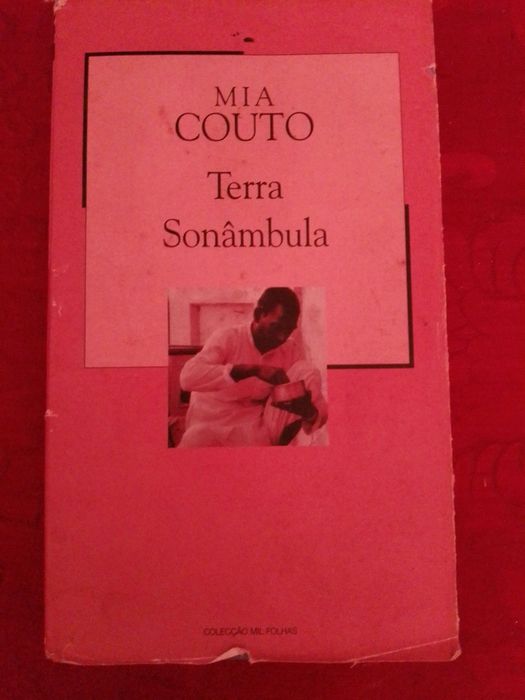 MIA
COUTO
Terra
Sonâmbula
COLECÇÃO MIL FOLHAS